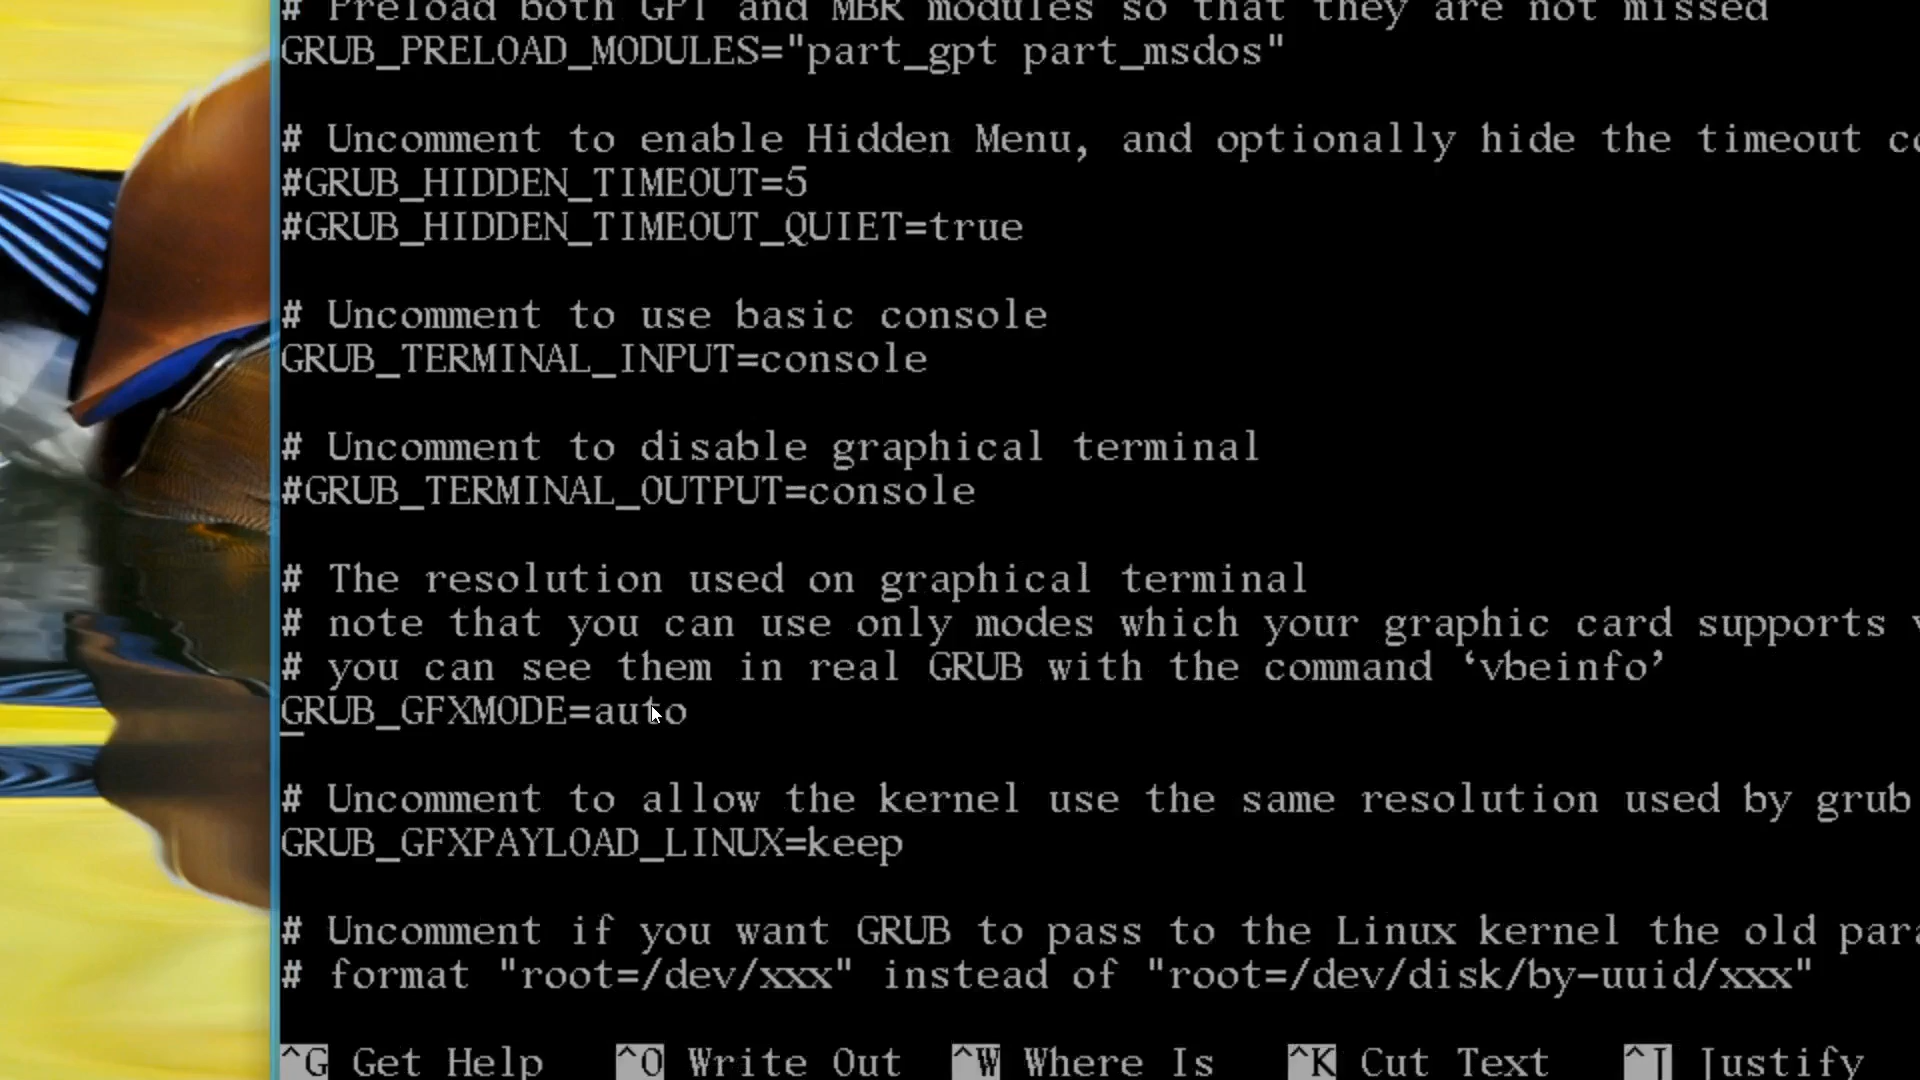 # Preload both GPT and MBR modules so that they are not missed
GRUB_PRELOAD_MODULES="part_gpt part_msdos"
# Uncomment to enable Hidden Menu, and optionally hide the timeout
#GRUB_HIDDEN_TIMEOUT=5
#GRUB_HIDDEN_TIMEOUT_QUIET=true
# Uncomment to use basic console
GRUB_TERMINAL_INPUT=console
# Uncomment to disable graphical terminal
#GRUB_TERMINAL_OUTPUT=console
# The resolution used on graphical terminal
# note that you can use only modes which your graphic card supports
# you can see them in real GRUB with the command ‘vbeinfo’
GRUB_GFXMODE=auto
# Uncomment to allow the kernel use the same resolution used by grub
GRUB_GFXPAYLOAD_LINUX=keep
# Uncomment if you want GRUB to pass to the Linux kernel the old
# format "root=/dev/xxx" instead of "root=/dev/disk/by-uuid/xxx"
^G Get Help ^O Write Out ^W Where Is ^K Cut Text ^J Justify